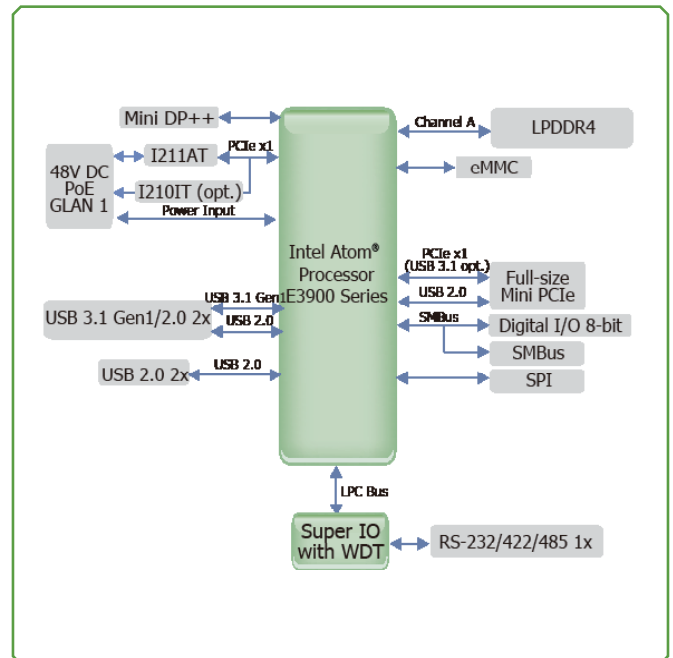 Mini DP++
I211AT
PCIe x1
48V DC
PoE
GLAN 1
I210IT (opt.)
Power Input
USB 3.1 Gen1
USB 3.1 Gen1/2.0 2x
USB 2.0
USB 2.0 2x
USB 2.0
Intel Atom®
Processor
E3900 Series
Channel A
LPDDR4
eMMC
PCIe x1
(USB 3.1 opt.)
USB 2.0
Full-size
Mini PCIe
SMBus
Digital I/O 8-bit
SMBus
SPI
LPC Bus
Super IO
with WDT
RS-232/422/485 1x